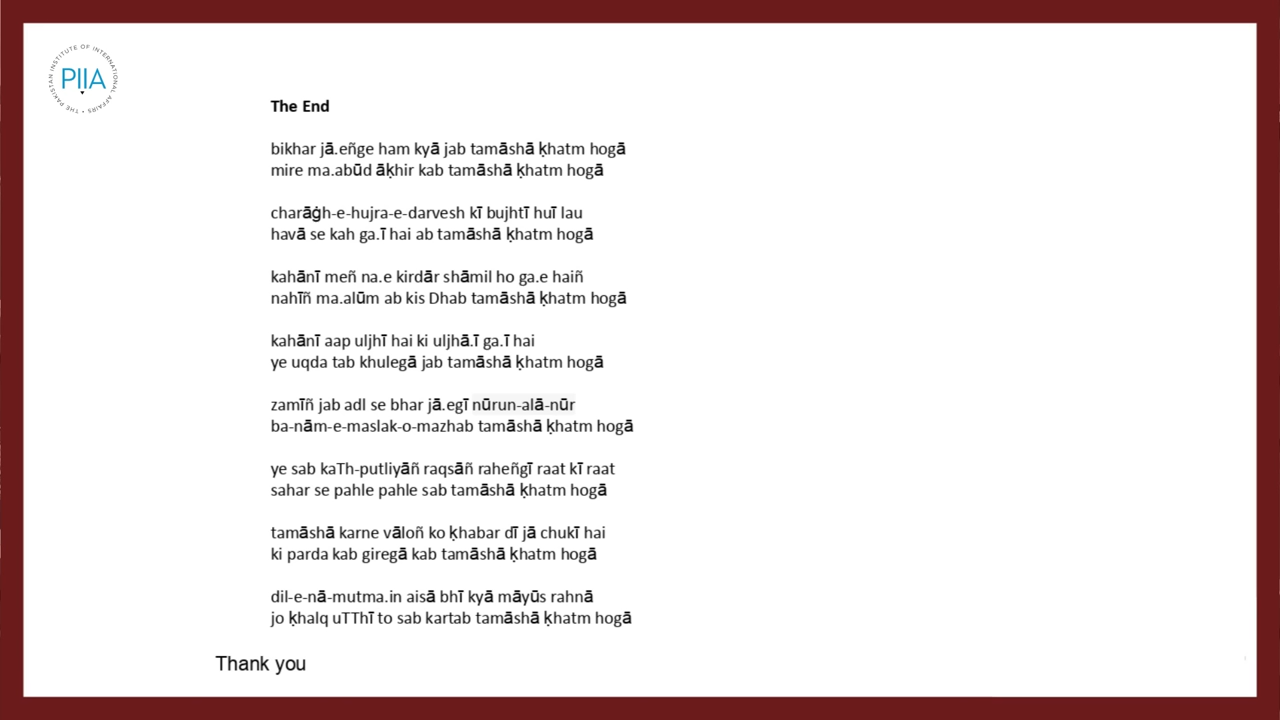 THE PAKISTAN INSTITUTE OF INTERNATIONAL AFFAIRS •
PIIA
The End
bikhar jā.eñge ham kyā jab tamāshā ḳhatm hogā
mire ma.abūd āḳhir kab tamāshā ḳhatm hogā
charāġh-e-hujra-e-darvesh kī bujhtī huī lau
havā se kah ga.ī hai ab tamāshā ḳhatm hogā
kahānī meñ na.e kirdār shāmil ho ga.e haiñ
nahīñ ma.alūm ab kis Dhab tamāshā ḳhatm hogā
kahānī aap uljhī hai ki uljhā.ī ga.ī hai
ye uqda tab khulegā jab tamāshā ḳhatm hogā
zamīñ jab adl se bhar jā.egī nūrun-alā-nūr
ba-nām-e-maslak-o-mazhab tamāshā ḳhatm hogā
ye sab kaTh-putliyāñ raqsāñ raheñgī raat kī raat
sahar se pahle pahle sab tamāshā ḳhatm hogā
tamāshā karne vāloñ ko ḳhabar dī jā chukī hai
ki parda kab giregā kab tamāshā ḳhatm hogā
dil-e-nā-mutma.in aisā bhī kyā māyūs rahnā
jo ḳhalq uTThī to sab kartab tamāshā ḳhatm hogā
Thank you